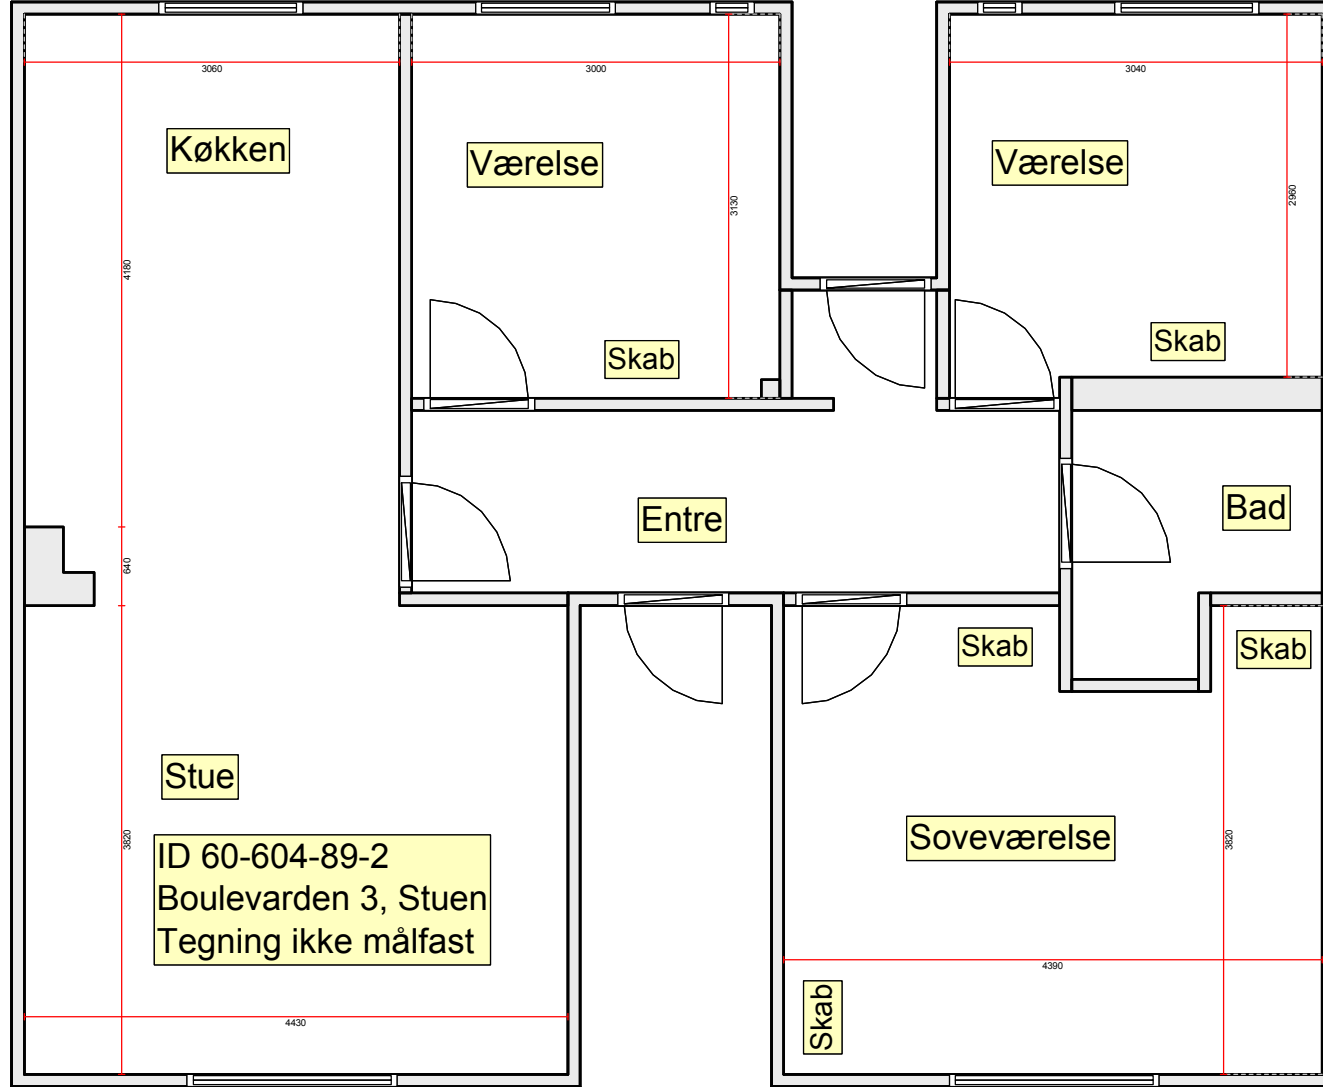 3060
3000
3040
Køkken
Værelse
Værelse
3130
2960
4180
Skab
Skab
Entre
Bad
640
Skab
Skab
Stue
3820
ID 60-604-89-2
Boulevarden 3, Stuen
Tegning ikke målfast
Soveværelse
3820
4390
Skab
4430